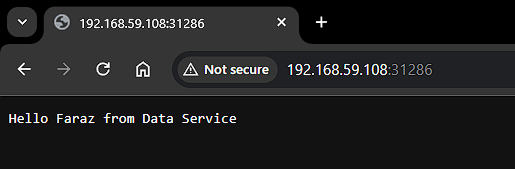 192.168.59.108:31286
Not secure
192.168.59.108:31286
Hello Faraz from Data Service